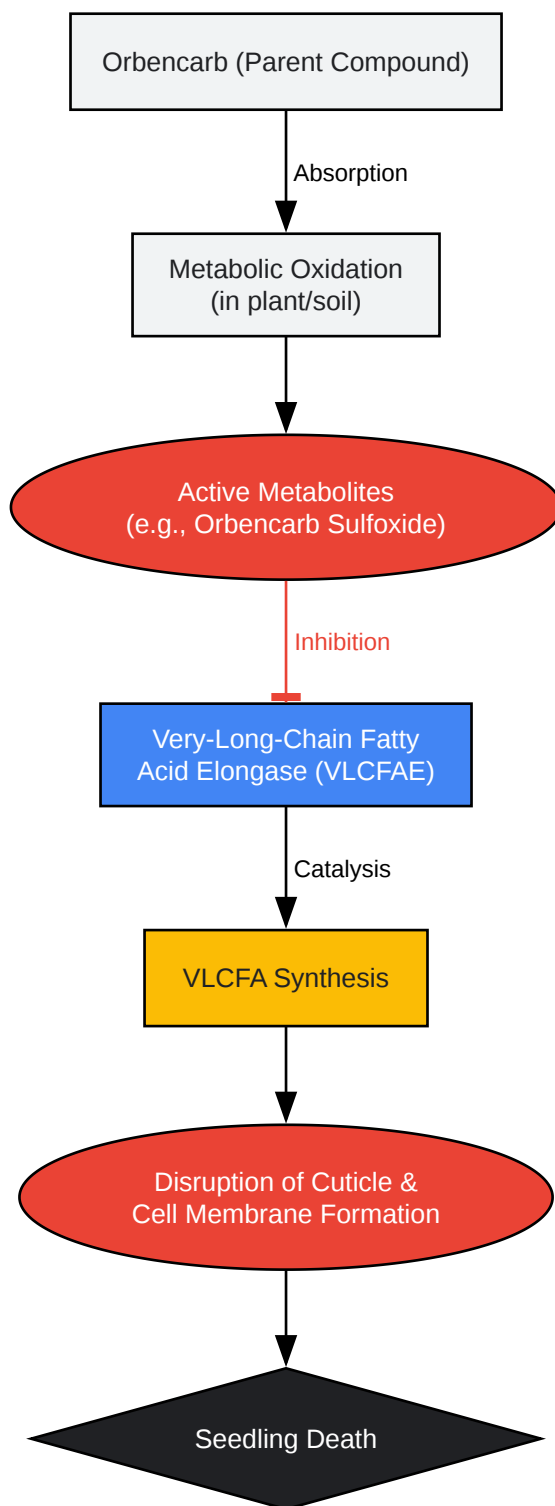 Orbencarb (Parent Compound)
Absorption
Metabolic Oxidation
(in plant/soil)
Active Metabolites
(e.g., Orbencarb Sulfoxide)
Inhibition
Very-Long-Chain Fatty
Acid Elongase (VLCFAE)
Catalysis
VLCFA Synthesis
Disruption of Cuticle &
Cell Membrane Formation
Seedling Death